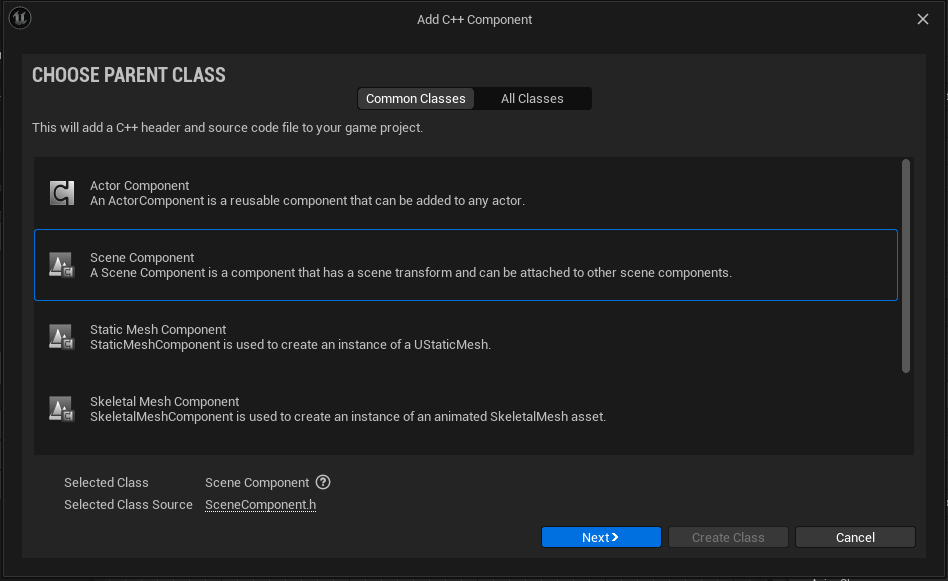 Add C++ Component
CHOOSE PARENT CLASS
Common Classes
All Classes
This will add a C++ header and source code file to your game project.
Actor Component
An ActorComponent is a reusable component that can be added to any actor.
Scene Component
A Scene Component is a component that has a scene transform and can be attached to other scene components.
Static Mesh Component
StaticMeshComponent is used to create an instance of a UStaticMesh.
Skeletal Mesh Component
SkeletalMeshComponent is used to create an instance of an animated SkeletalMesh asset.
Selected Class Scene Component ?
Selected Class Source SceneComponent.h
Next Create Class Cancel